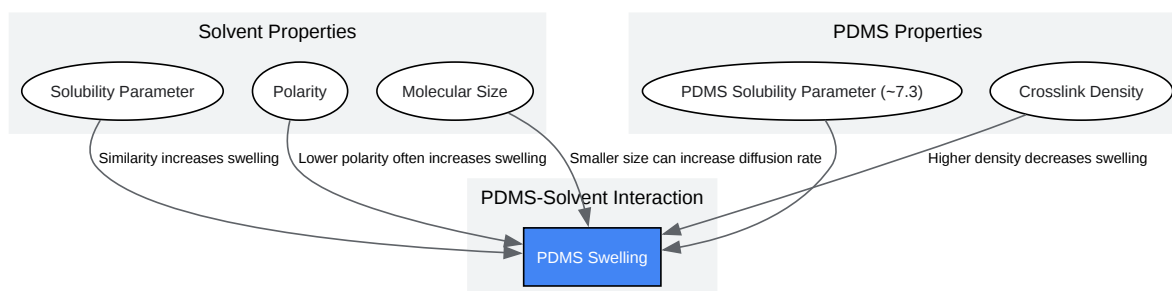 Solvent Properties
PDMS Properties
Solubility Parameter
Polarity
Molecular Size
PDMS Solubility Parameter (~7.3)
Crosslink Density
Similarity increases swelling
Lower polarity often increases swelling
Smaller size can increase diffusion rate
Higher density decreases swelling
PDMS-Solvent Interaction
PDMS Swelling